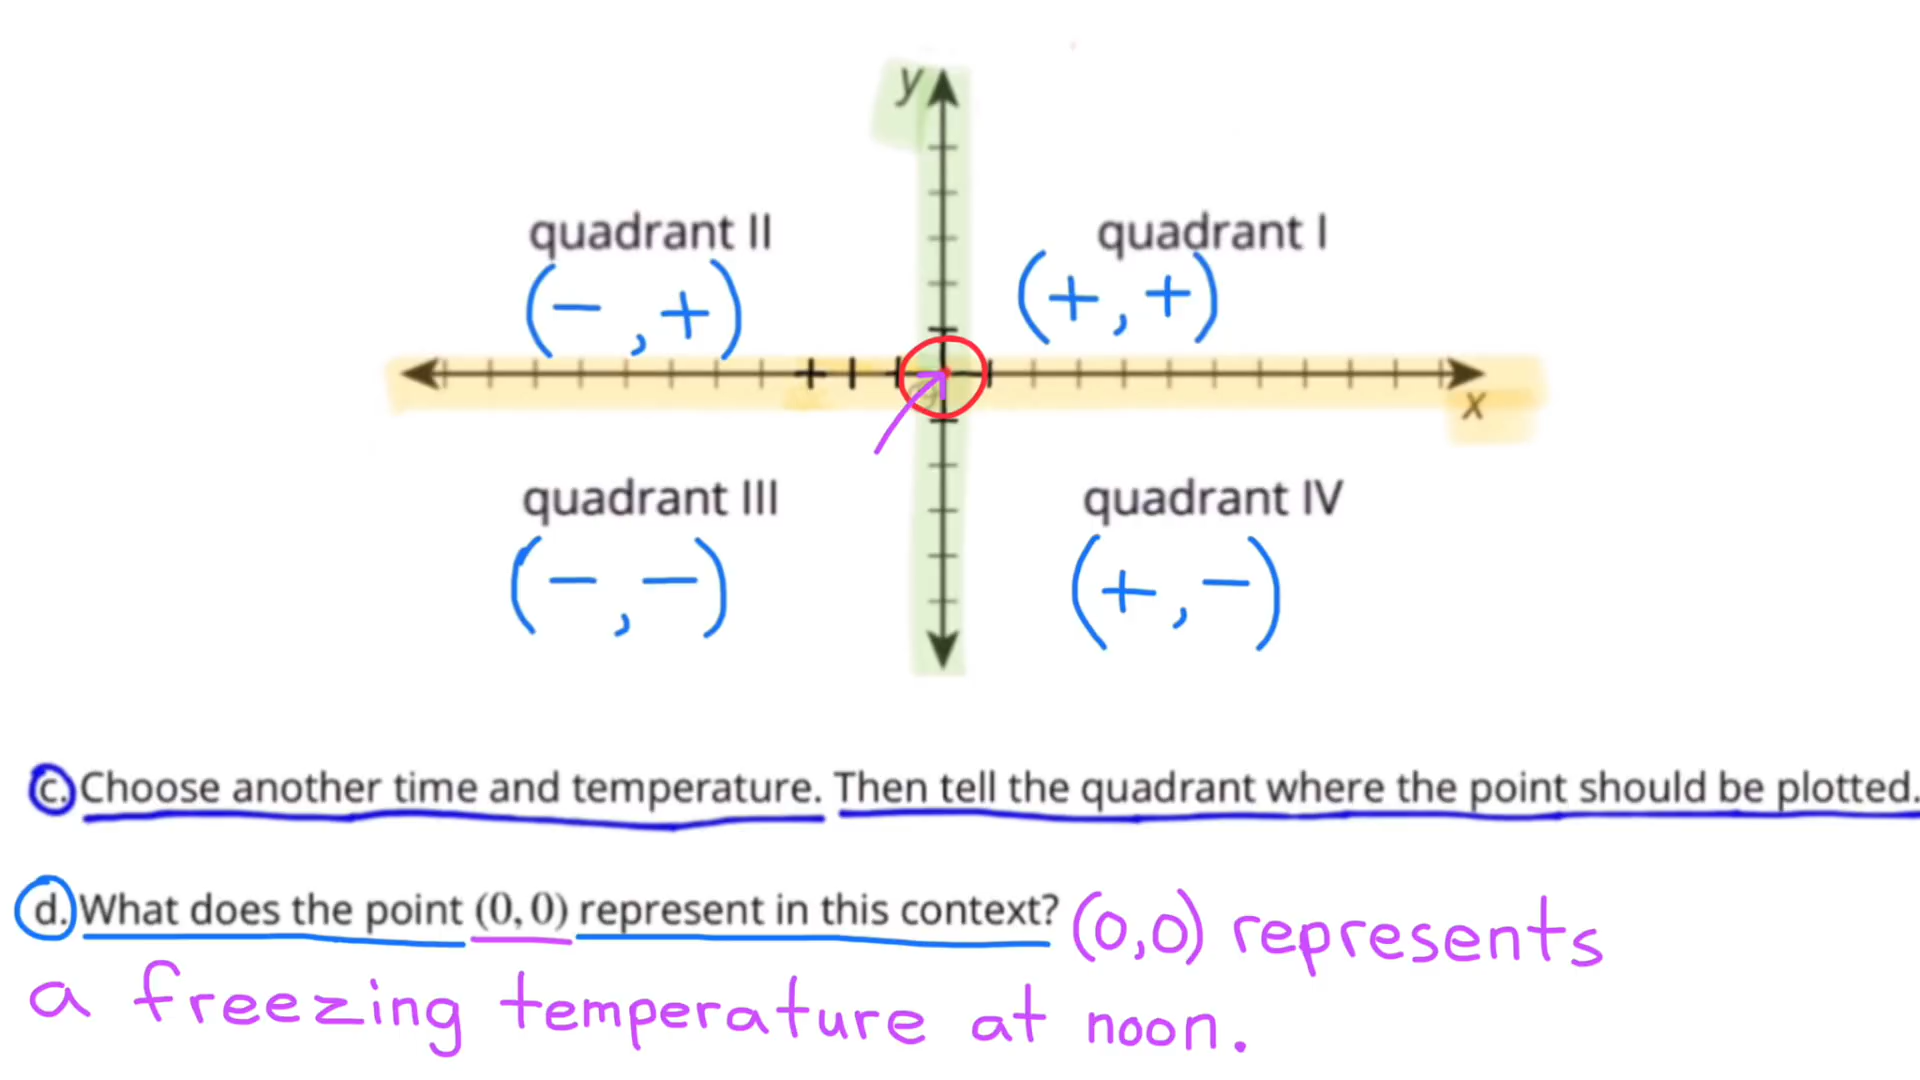 y
quadrant II
quadrant I
(-,+)
(+,+)
x
quadrant III
quadrant IV
(-,-)
(+,-)
c. Choose another time and temperature. Then tell the quadrant where the point should be plotted.
d. What does the point (0, 0) represent in this context? (0,0) represents
a freezing temperature at noon.